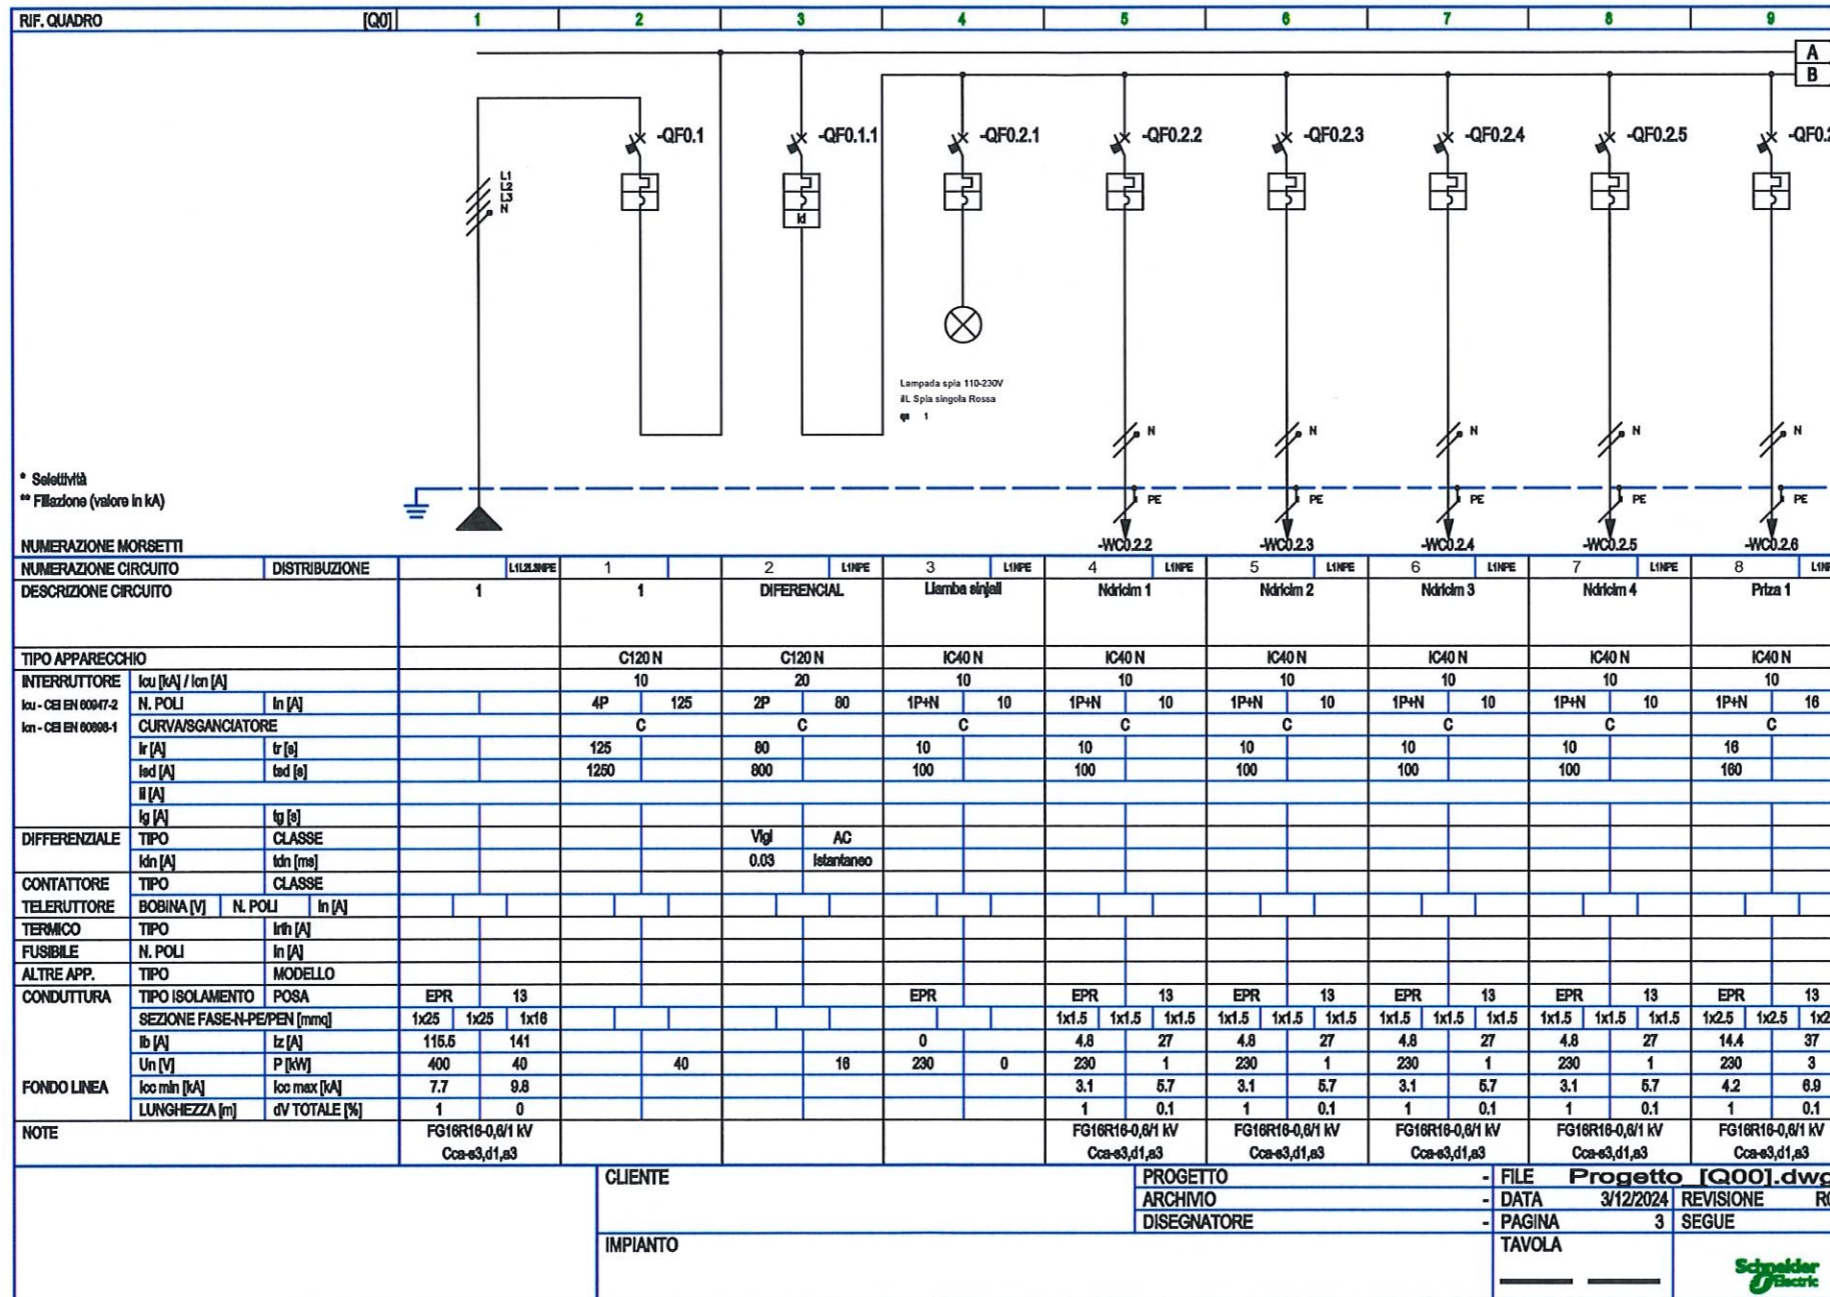 RIF. QUADRO [Q0] 1 2 3 4 5 6 7 8 9
A
B
-QF0.1 -QF0.1.1 -QF0.2.1 -QF0.2.2 -QF0.2.3 -QF0.2.4 -QF0.2.5 -QF0.2
L1
L2
L3
N
Id
Lampada spia 110-230V
iIL Spia singola Rossa
1
N N N N N
* Selettività
** Filiazione (valore in kA)
PE PE PE PE PE
NUMERAZIONE MORSETTI -WC0.2.2 -WC0.2.3 -WC0.2.4 -WC0.2.5 -WC0.2.6
NUMERAZIONE CIRCUITO DISTRIBUZIONE L1L2L3NPE 1 2 L1NPE 3 L1NPE 4 L1NPE 5 L1NPE 6 L1NPE 7 L1NPE 8
DESCRIZIONE CIRCUITO 1 1 DIFERENCIAL Llamba sinjali Ndricim 1 Ndricim 2 Ndricim 3 Ndricim 4 Priza 1
TIPO APPARECCHIO C120 N C120 N IC40 N IC40 N IC40 N IC40 N IC40 N IC40 N
INTERRUTTORE Icu [kA] / Icn [A] 10 20 10 10 10 10 10 10
Icu - CEI EN 60947-2 N. POLI In [A] 4P 125 2P 80 1P+N 10 1P+N 10 1P+N 10 1P+N 10 1P+N 10 1P+N 16
Icn - CEI EN 60898-1 CURVA/SGANCIATORE C C C C C C C C
Ir [A] tr [s] 125 80 10 10 10 10 10 16
Isd [A] tsd [s] 1250 800 100 100 100 100 100 160
Ii [A]
Ig [A] tg [s]
DIFFERENZIALE TIPO CLASSE Vigi AC
Idn [A] tdn [ms] 0.03 Istantaneo
CONTATTORE TIPO CLASSE
TELERUTTORE BOBINA [V] N. POLI In [A]
TERMICO TIPO Irth [A]
FUSIBILE N. POLI In [A]
ALTRE APP. TIPO MODELLO
CONDUTTURA TIPO ISOLAMENTO POSA EPR 13 EPR EPR 13 EPR 13 EPR 13 EPR 13 EPR 13
SEZIONE FASE-N-PE/PEN [mmq] 1x25 1x25 1x16 1x1.5 1x1.5 1x1.5 1x1.5 1x1.5 1x1.5 1x1.5 1x1.5 1x1.5 1x1.5 1x1.5 1x1.5 1x2.5 1x2.5 1x2
Ib [A] Iz [A] 115.5 141 0 4.8 27 4.8 27 4.8 27 4.8 27 14.4 37
Un [V] P [kW] 400 40 40 16 230 0 230 1 230 1 230 1 230 1 230 3
FONDO LINEA Icc min [kA] Icc max [kA] 7.7 9.8 3.1 5.7 3.1 5.7 3.1 5.7 3.1 5.7 4.2 6.9
LUNGHEZZA [m] dV TOTALE [%] 1 0 1 0.1 1 0.1 1 0.1 1 0.1 1 0.1
NOTE FG16R16-0,6/1 kV FG16R16-0,6/1 kV FG16R16-0,6/1 kV FG16R16-0,6/1 kV FG16R16-0,6/1 kV FG16R16-0,6/1 kV
Cca-s3,d1,a3 Cca-s3,d1,a3 Cca-s3,d1,a3 Cca-s3,d1,a3 Cca-s3,d1,a3 Cca-s3,d1,a3
CLIENTE PROGETTO - FILE Progetto_[Q00].dwg
ARCHIVIO - DATA 3/12/2024 REVISIONE
DISEGNATORE - PAGINA 3 SEGUE
IMPIANTO TAVOLA
Schneider
Electric